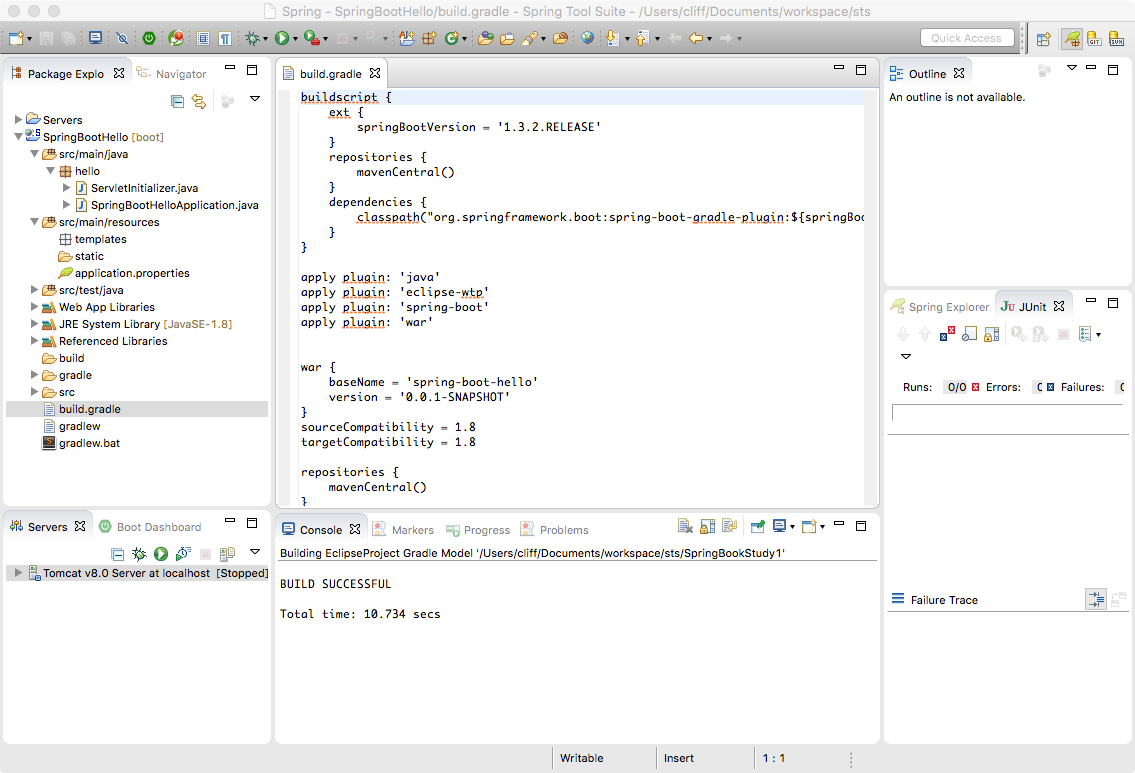 Spring - SpringBootHello/build.gradle - Spring Tool Suite - /Users/cliff/Documents/workspace/sts
Quick Access
Package Explo
Navigator
Servers
SpringBootHello [boot]
src/main/java
hello
ServletInitializer.java
SpringBootHelloApplication.java
src/main/resources
templates
static
application.properties
src/test/java
Web App Libraries
JRE System Library [JavaSE-1.8]
Referenced Libraries
build
gradle
src
build.gradle
gradlew
gradlew.bat
build.gradle
buildscript {
ext {
springBootVersion = '1.3.2.RELEASE'
}
repositories {
mavenCentral()
}
dependencies {
classpath("org.springframework.boot:spring-boot-gradle-plugin:${springBoo
}
}
apply plugin: 'java'
apply plugin: 'eclipse-wtp'
apply plugin: 'spring-boot'
apply plugin: 'war'
war {
baseName = 'spring-boot-hello'
version = '0.0.1-SNAPSHOT'
}
sourceCompatibility = 1.8
targetCompatibility = 1.8
repositories {
mavenCentral()
}
Outline
An outline is not available.
Spring Explorer
JUnit
Runs: 0/0 Errors: 0 Failures: 0
Failure Trace
Servers
Boot Dashboard
Tomcat v8.0 Server at localhost [Stopped]
Console
Markers
Progress
Problems
Building EclipseProject Gradle Model '/Users/cliff/Documents/workspace/sts/SpringBookStudy1'
BUILD SUCCESSFUL
Total time: 10.734 secs
Writable
Insert
1 : 1